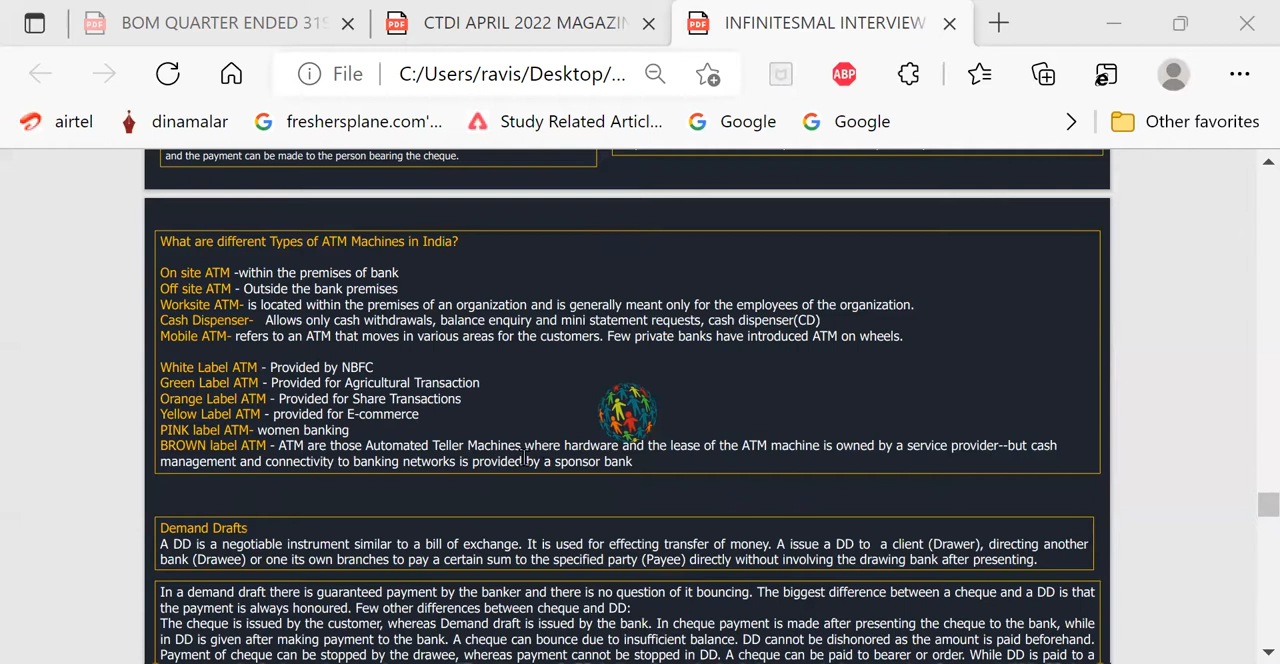 BOM QUARTER ENDED 31
CTDI APRIL 2022 MAGAZIN
INFINITESMAL INTERVIEW
File
C:/Users/ravis/Desktop/...
ABP
airtel
dinamalar
freshersplane.com'...
Study Related Articl...
Google
Google
Other favorites
and the payment can be made to the person bearing the cheque.
What are different Types of ATM Machines in India?
On site ATM -within the premises of bank
Off site ATM - Outside the bank premises
Worksite ATM- is located within the premises of an organization and is generally meant only for the employees of the organization.
Cash Dispenser- Allows only cash withdrawals, balance enquiry and mini statement requests, cash dispenser(CD)
Mobile ATM- refers to an ATM that moves in various areas for the customers. Few private banks have introduced ATM on wheels.
White Label ATM - Provided by NBFC
Green Label ATM - Provided for Agricultural Transaction
Orange Label ATM - Provided for Share Transactions
Yellow Label ATM - provided for E-commerce
PINK label ATM- women banking
BROWN label ATM - ATM are those Automated Teller Machines where hardware and the lease of the ATM machine is owned by a service provider--but cash
management and connectivity to banking networks is provided by a sponsor bank
Demand Drafts
A DD is a negotiable instrument similar to a bill of exchange. It is used for effecting transfer of money. A issue a DD to a client (Drawer), directing another
bank (Drawee) or one its own branches to pay a certain sum to the specified party (Payee) directly without involving the drawing bank after presenting.
In a demand draft there is guaranteed payment by the banker and there is no question of it bouncing. The biggest difference between a cheque and a DD is that
the payment is always honoured. Few other differences between cheque and DD:
The cheque is issued by the customer, whereas Demand draft is issued by the bank. In cheque payment is made after presenting the cheque to the bank, while
in DD is given after making payment to the bank. A cheque can bounce due to insufficient balance. DD cannot be dishonored as the amount is paid beforehand.
Payment of cheque can be stopped by the drawee, whereas payment cannot be stopped in DD. A cheque can be paid to bearer or order. While DD is paid to a